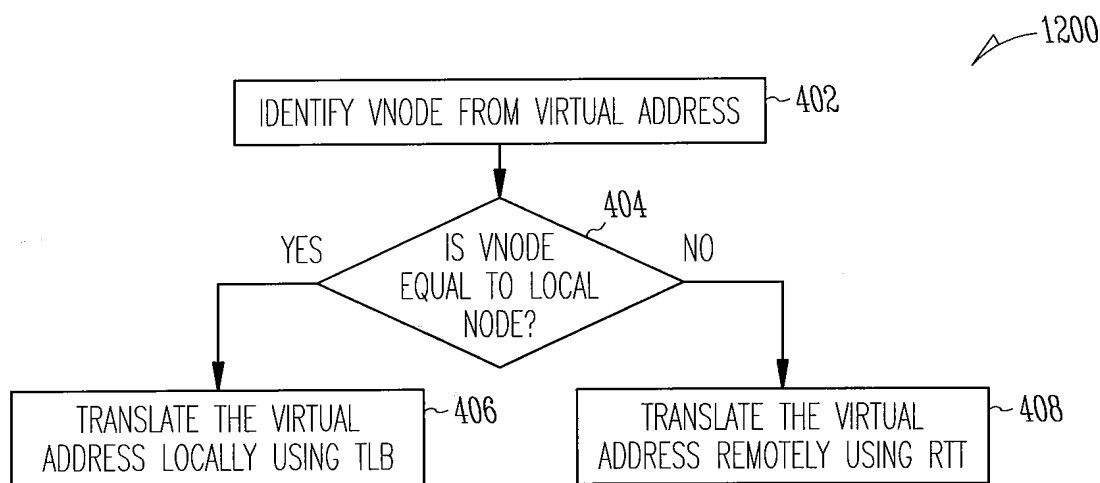 1200
IDENTIFY VNODE FROM VIRTUAL ADDRESS
402
404
YES
IS VNODE
EQUAL TO LOCAL
NODE?
NO
TRANSLATE THE VIRTUAL
ADDRESS LOCALLY USING TLB
406
TRANSLATE THE VIRTUAL
ADDRESS REMOTELY USING RTT
408